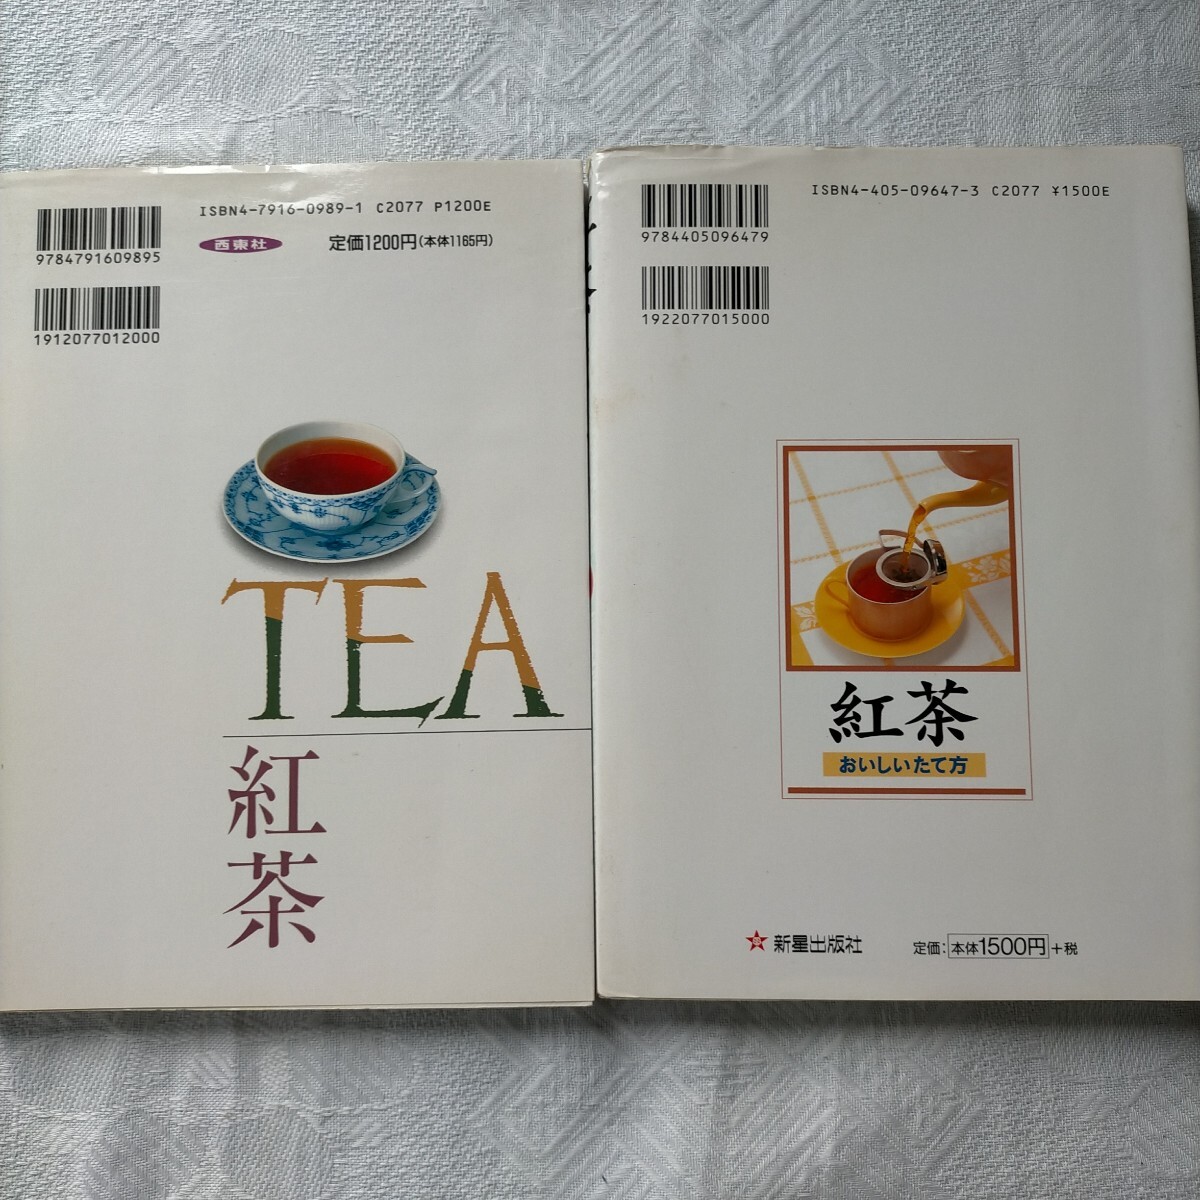 ISBN4-7916-0989-1 C2077 P1200E
9784791609895
西東社
定価1200円(本体1165円)
1912077012000
TEA
紅茶
ISBN4-405-09647-3 C2077 ¥1500E
9784405096479
1922077015000
紅茶
おいしいたて方
新星出版社
定価:本体1500円+税